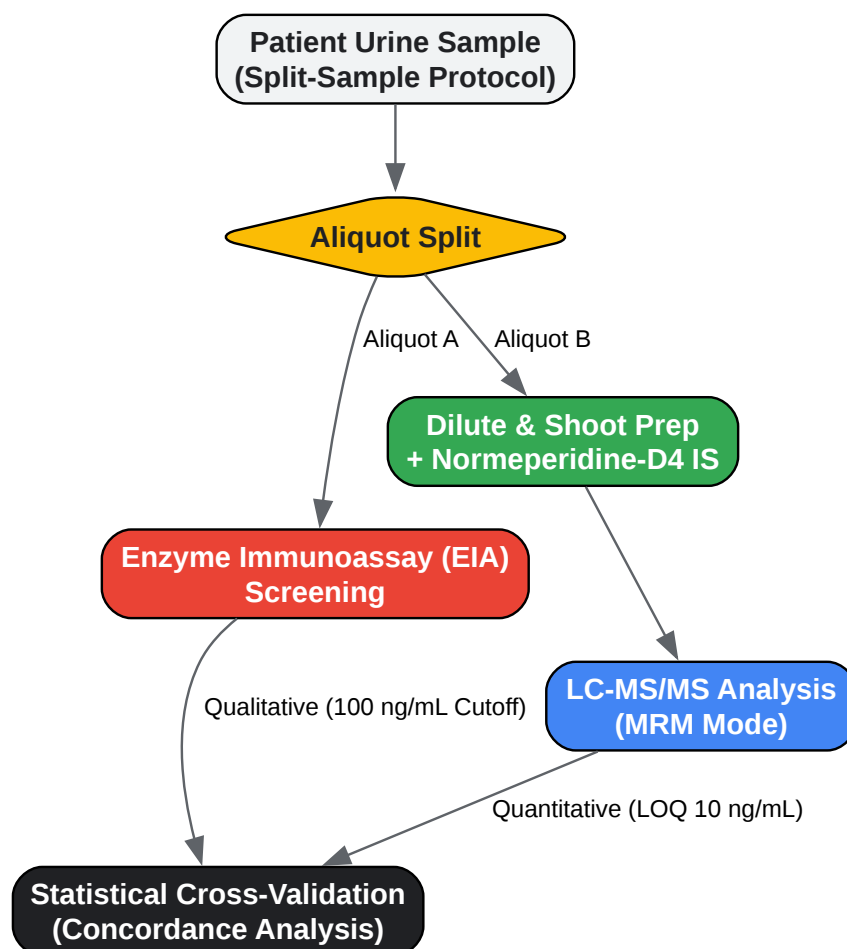 Patient Urine Sample
(Split-Sample Protocol)
Aliquot Split
Aliquot A
Aliquot B
Dilute & Shoot Prep
+ Normeperidine-D4 IS
Enzyme Immunoassay (EIA)
Screening
LC-MS/MS Analysis
(MRM Mode)
Qualitative (100 ng/mL Cutoff)
Quantitative (LOQ 10 ng/mL)
Statistical Cross-Validation
(Concordance Analysis)